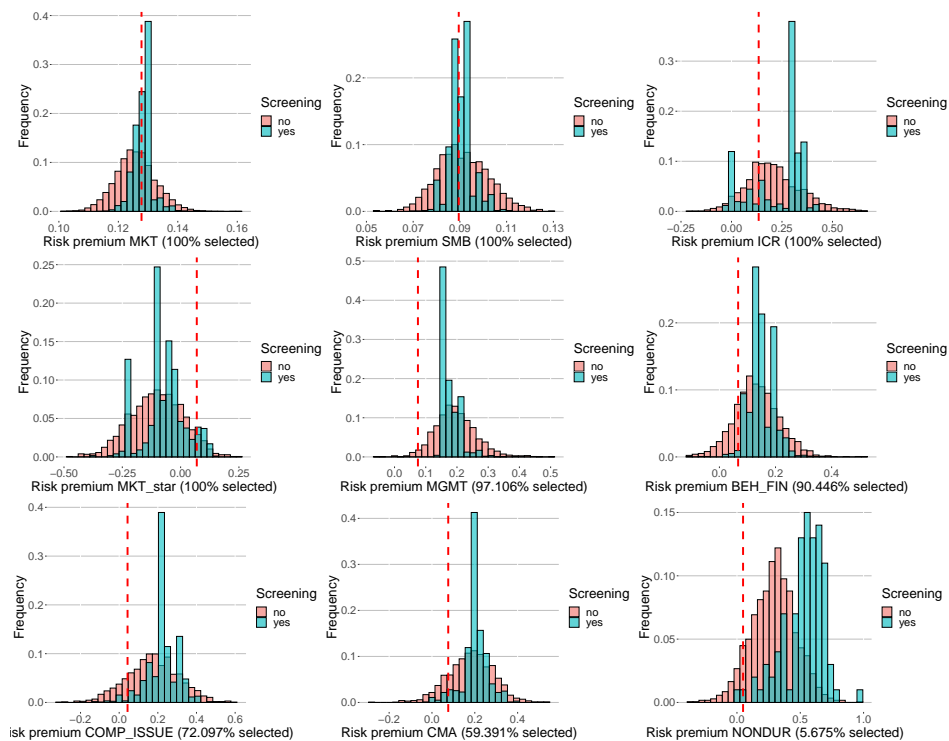 0.4
0.3
0.2
0.1
0.0
Frequency
0.10 0.12 0.14 0.16
Risk premium MKT (100% selected)
Screening
no
yes
0.2
0.1
0.0
Frequency
0.05 0.07 0.09 0.11 0.13
Risk premium SMB (100% selected)
Screening
no
yes
0.3
0.2
0.1
0.0
Frequency
−0.25 0.00 0.25 0.50
Risk premium ICR (100% selected)
Screening
no
yes
0.25
0.20
0.15
0.10
0.05
0.00
Frequency
−0.50 −0.25 0.00 0.25
Risk premium MKT_star (100% selected)
Screening
no
yes
0.5
0.4
0.3
0.2
0.1
0.0
Frequency
0.0 0.1 0.2 0.3 0.4 0.5
Risk premium MGMT (97.106% selected)
Screening
no
yes
0.2
0.1
0.0
Frequency
0.0 0.2 0.4
Risk premium BEH_FIN (90.446% selected)
Screening
no
yes
0.4
0.3
0.2
0.1
0.0
Frequency
−0.2 0.0 0.2 0.4 0.6
Risk premium COMP_ISSUE (72.097% selected)
Screening
no
yes
0.4
0.3
0.2
0.1
0.0
Frequency
−0.2 0.0 0.2 0.4
Risk premium CMA (59.391% selected)
Screening
no
yes
0.15
0.10
0.05
0.00
Frequency
0.0 0.5 1.0
Risk premium NONDUR (5.675% selected)
Screening
no
yes